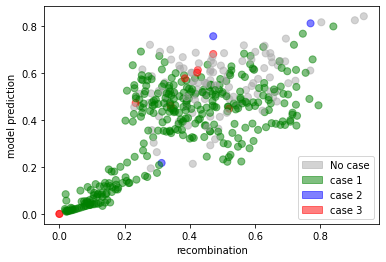 model prediction
0.8
0.6
0.4
0.2
0.0
No case
case 1
case 2
case 3
0.0 0.2 0.4 0.6 0.8
recombination